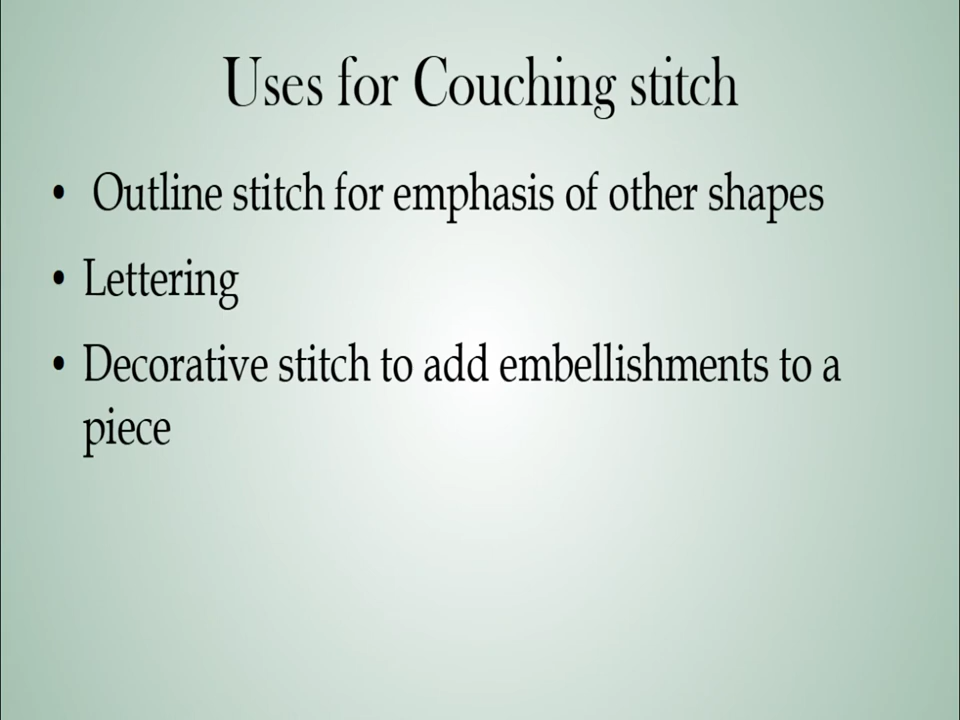 Uses for Couching stitch
• Outline stitch for emphasis of other shapes
• Lettering
• Decorative stitch to add embellishments to a
piece